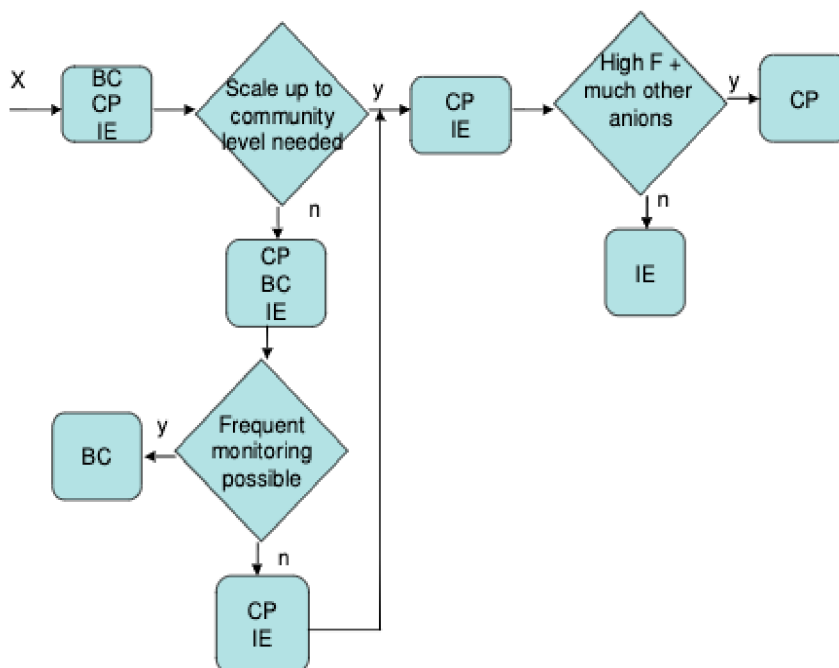 X
BC
CP
IE
Scale up to
community
level needed
y
CP
IE
High F +
much other
anions
y
CP
n
IE
n
CP
BC
IE
Frequent
monitoring
possible
y
BC
n
CP
IE